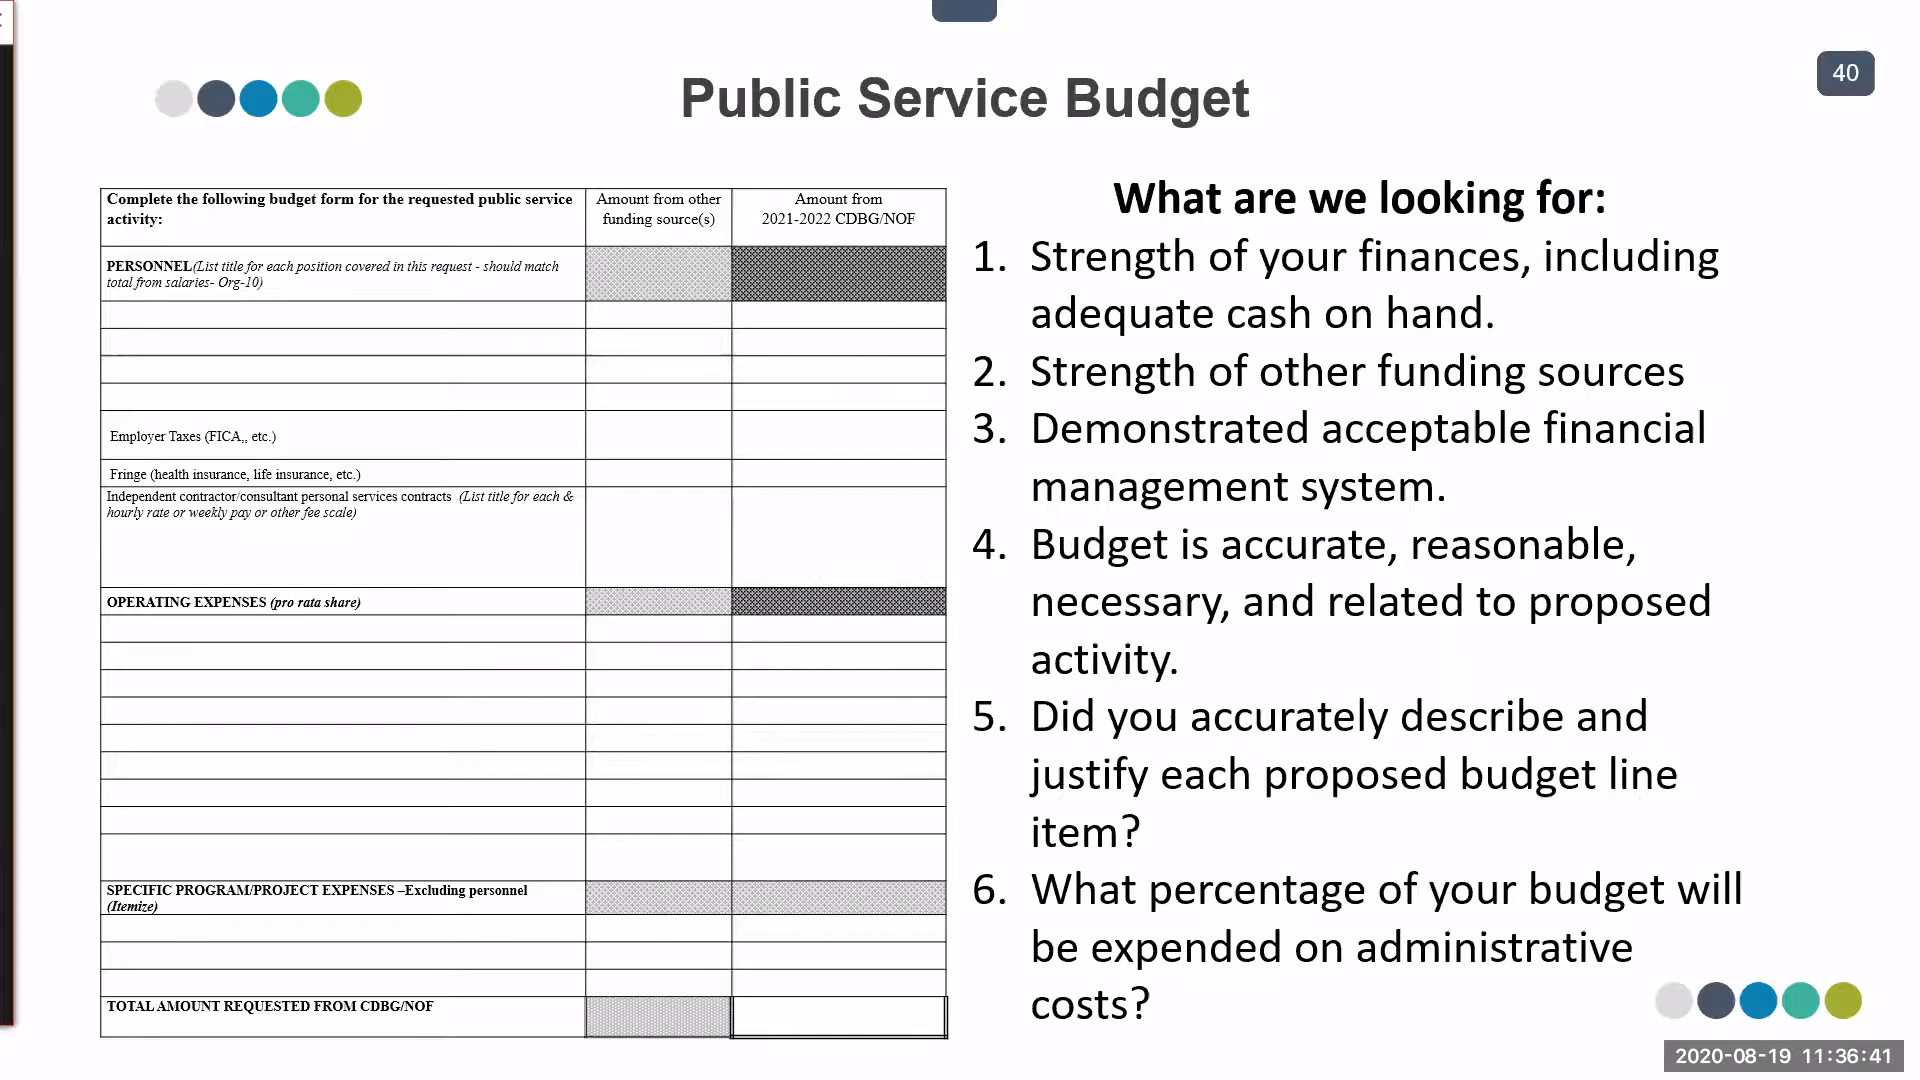 Public Service Budget
40
Complete the following budget form for the requested public service
activity:
Amount from other
funding source(s)
Amount from
2021-2022 CDBG/NOF
PERSONNEL(List title for each position covered in this request - should match
total from salaries- Org-10)
Employer Taxes (FICA,, etc.)
Fringe (health insurance, life insurance, etc.)
Independent contractor/consultant personal services contracts (List title for each &
hourly rate or weekly pay or other fee scale)
OPERATING EXPENSES (pro rata share)
SPECIFIC PROGRAM/PROJECT EXPENSES –Excluding personnel
(Itemize)
TOTAL AMOUNT REQUESTED FROM CDBG/NOF
What are we looking for:
1. Strength of your finances, including
adequate cash on hand.
2. Strength of other funding sources
3. Demonstrated acceptable financial
management system.
4. Budget is accurate, reasonable,
necessary, and related to proposed
activity.
5. Did you accurately describe and
justify each proposed budget line
item?
6. What percentage of your budget will
be expended on administrative
costs?
2020-08-19 11:36:41